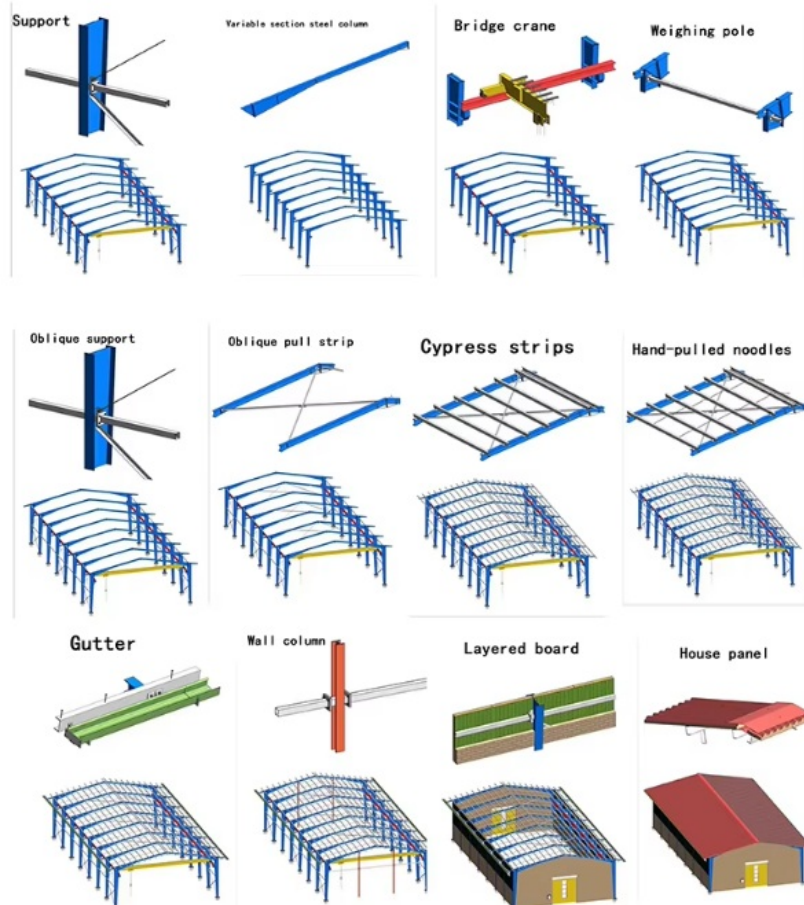 Support
Variable section steel column
Bridge crane
Weighing pole
Oblique support
Oblique pull strip
Cypress strips
Hand-pulled noodles
Gutter
Wall column
Layered board
House panel